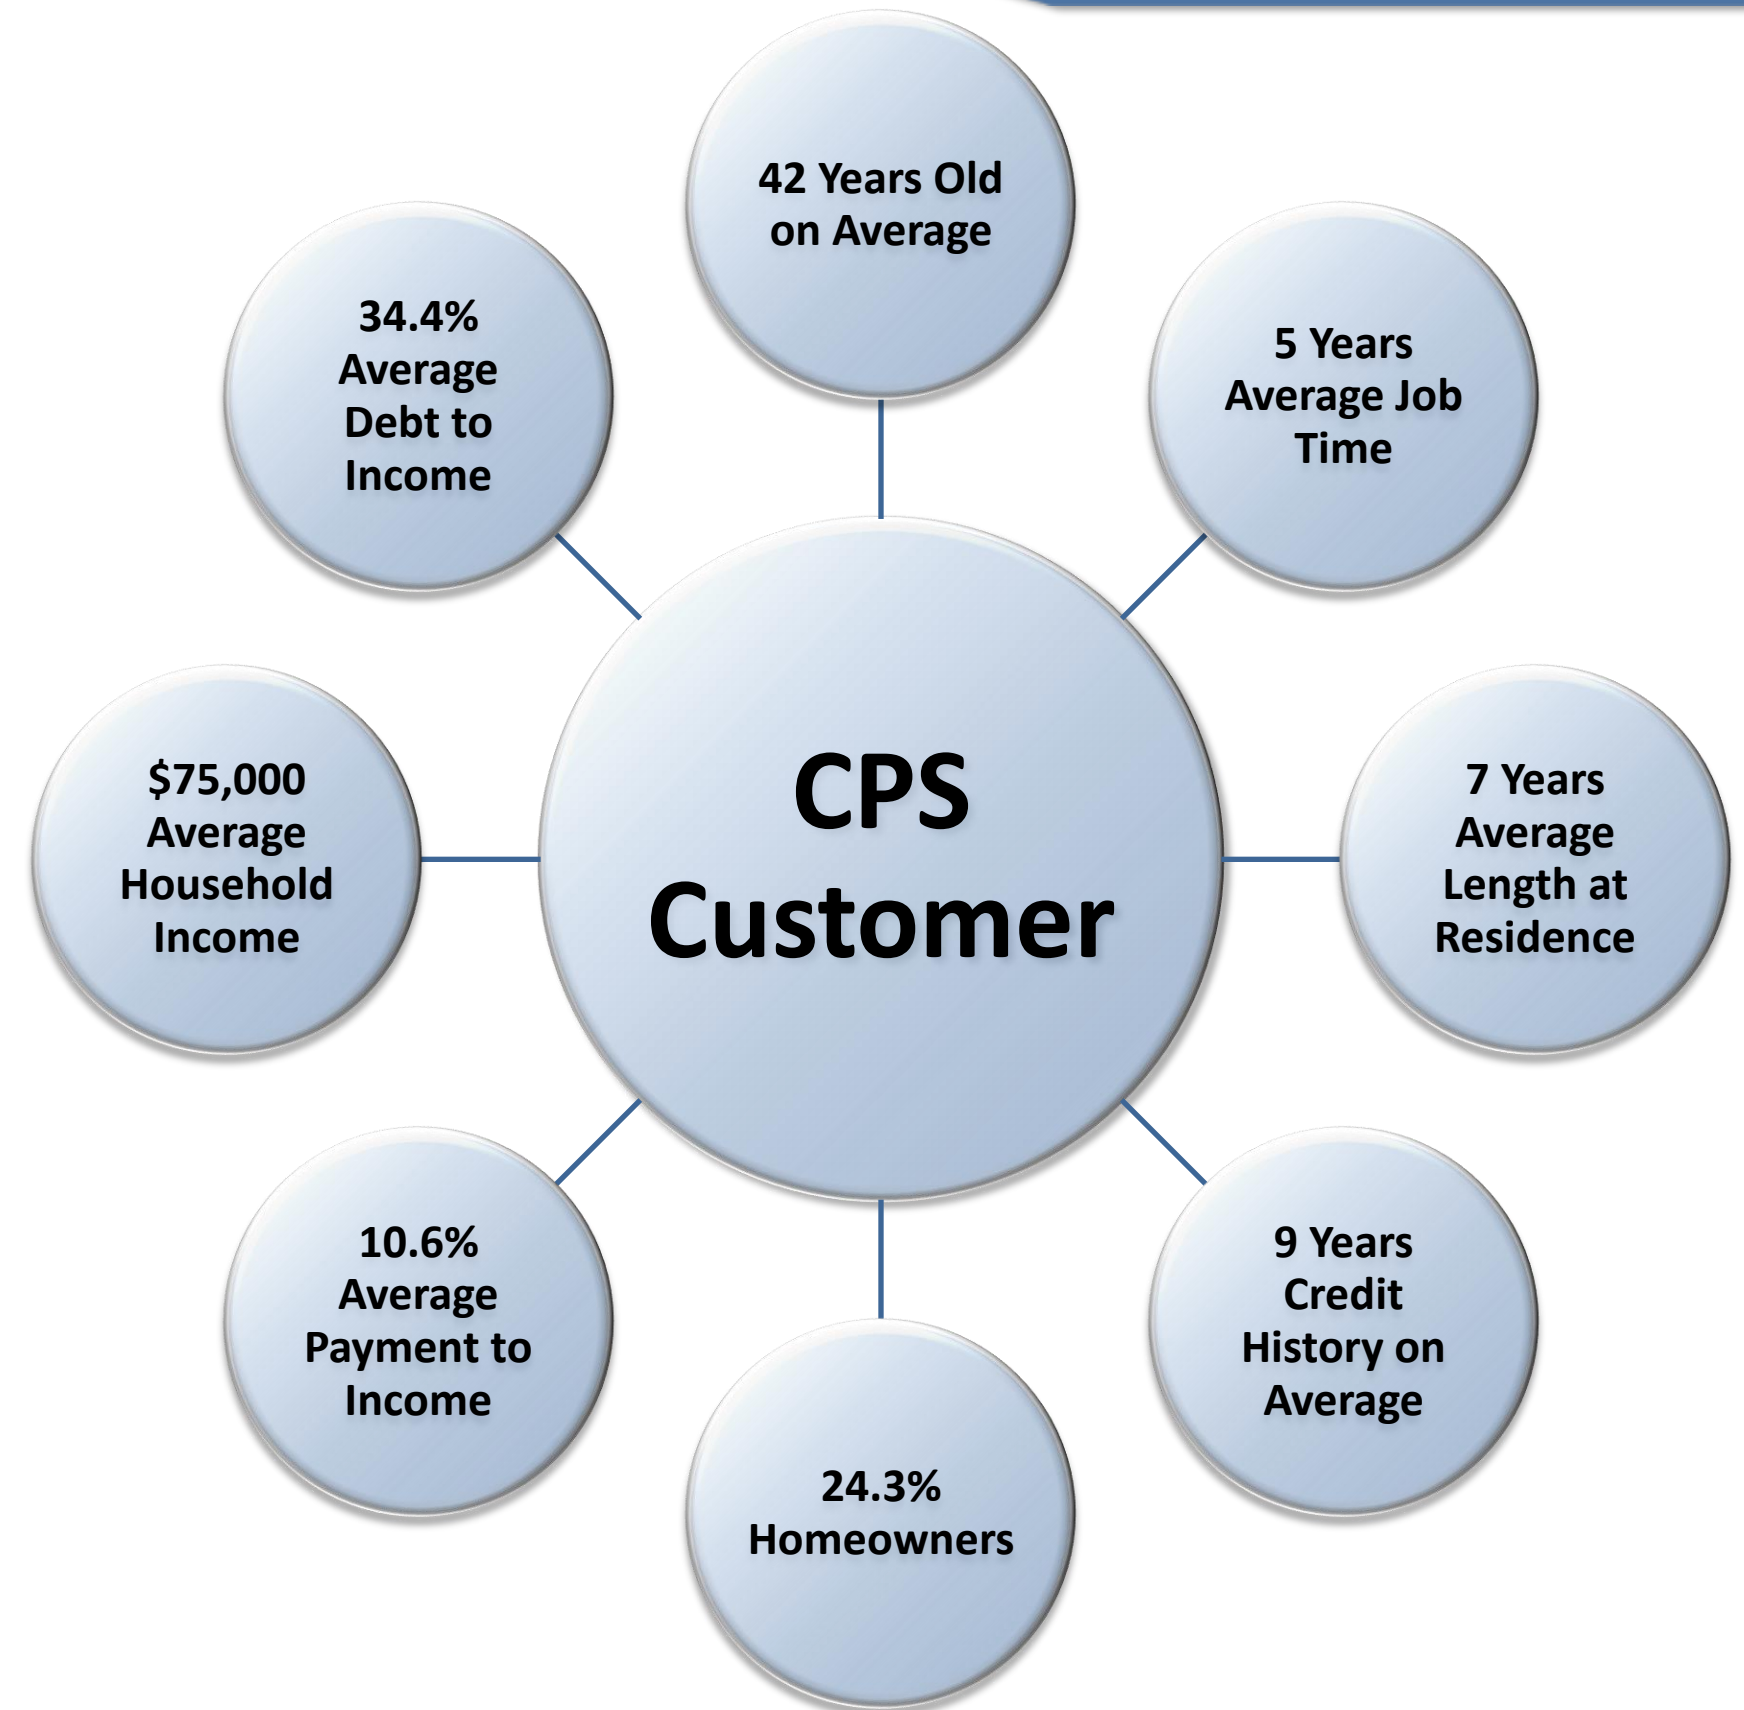 42 Years Old
on Average
5 Years
Average Job
Time
7 Years
Average
Length at
Residence
9 Years
Credit
History on
Average
24.3%
Homeowners
10.6%
Average
Payment to
Income
$75,000
Average
Household
Income
34.4%
Average
Debt to
Income
CPS
Customer